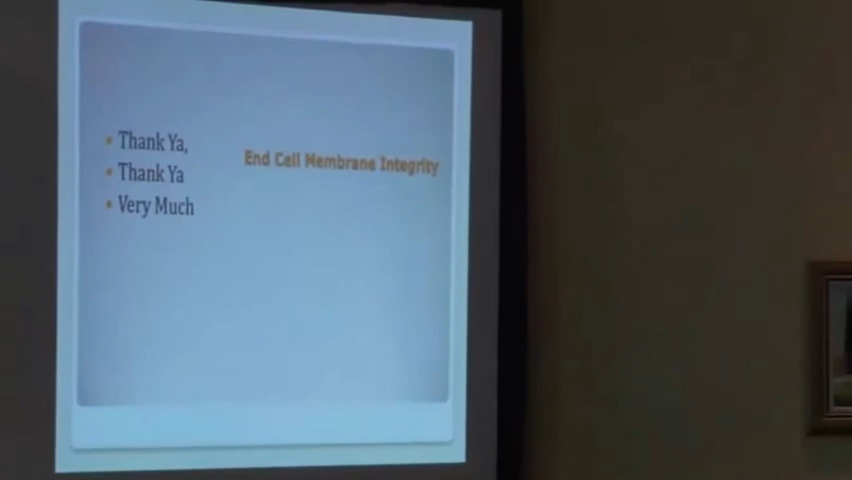 Thank Ya,
Thank Ya
Very Much
End Cell Membrane Integrity